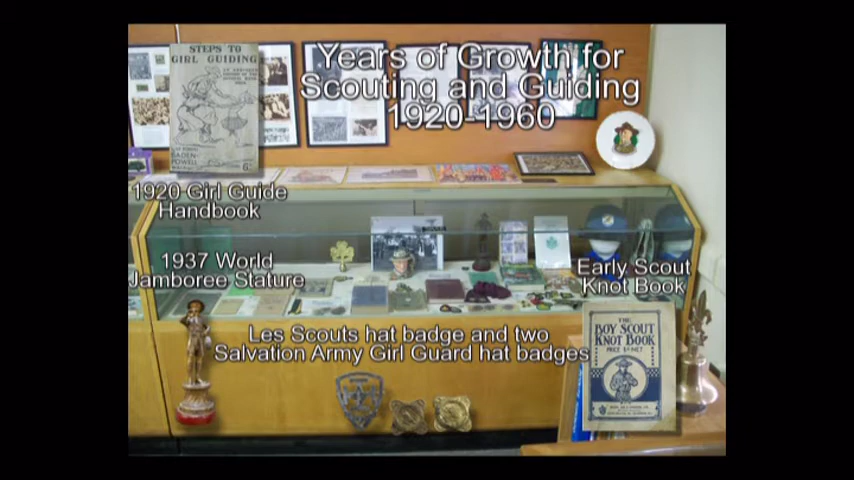 STEPS TO
GIRL GUIDING
BADEN-
POWELL
Years of Growth for
Scouting and Guiding
1920-1960
1920 Girl Guide
Handbook
1937 World
Jamboree Stature
Early Scout
Knot Book
Les Scouts hat badge and two
Salvation Army Girl Guard hat badges
THE
BOY SCOUT
KNOT BOOK